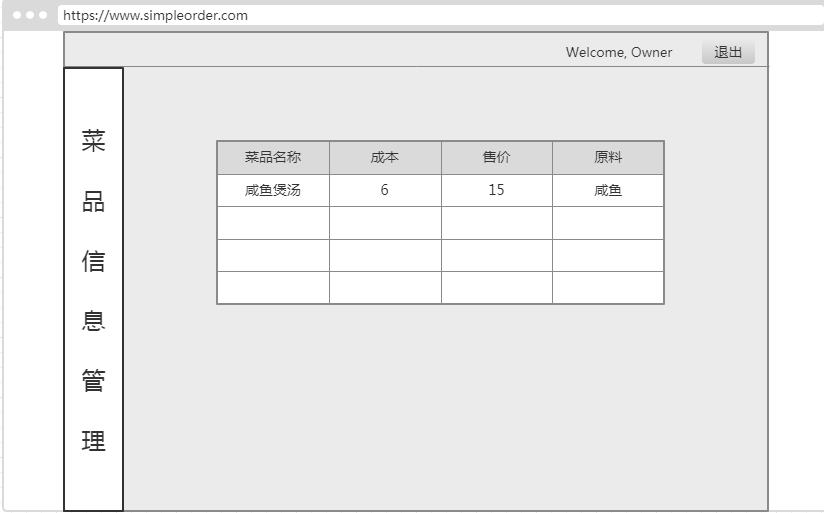 https://www.simpleorder.com
Welcome, Owner 退出
菜品信息管理
菜品名称 成本 售价 原料
咸鱼煲汤 6 15 咸鱼